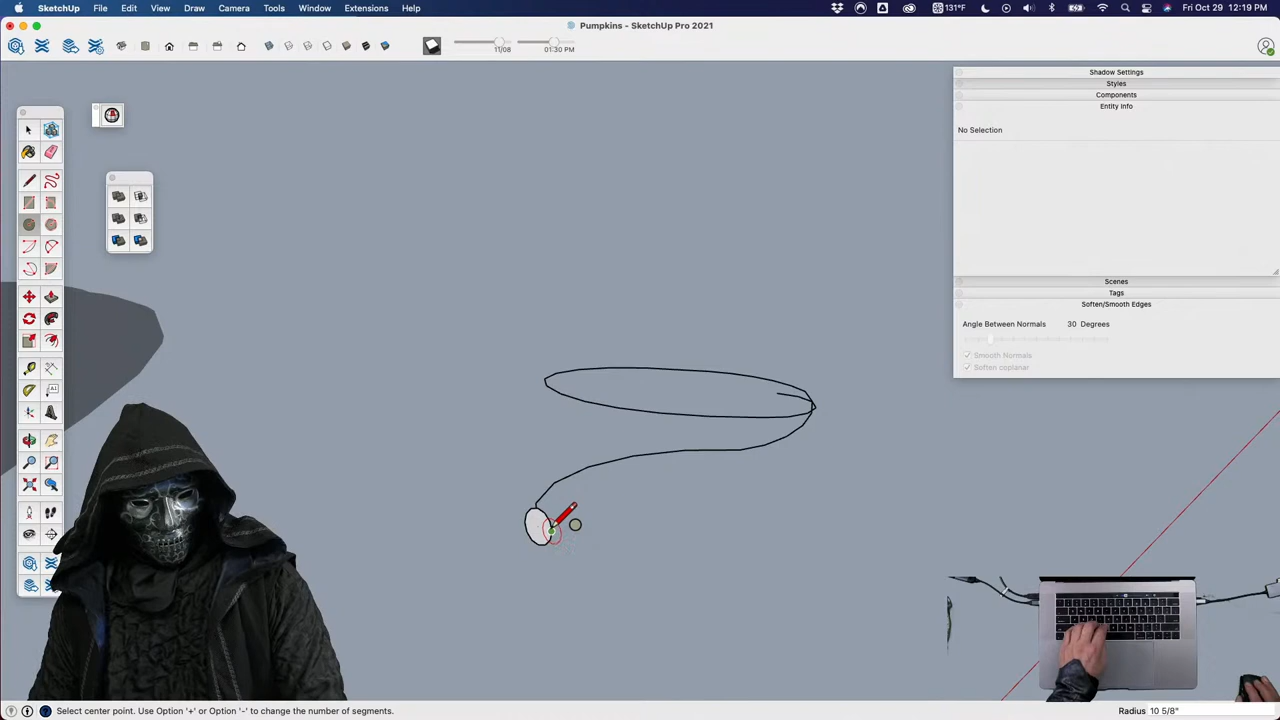 SketchUp File Edit View Camera Draw Tools Window Extensions Help
131°F
Fri Oct 29 12:19 PM
Pumpkins - SketchUp Pro 2021
11/08
01:30 PM
Shadow Settings
Styles
Components
Entity Info
No Selection
Scenes
Tags
Soften/Smooth Edges
Angle Between Normals 30 Degrees
Smooth Normals
Soften coplanar
Select center point. Use Option '+' or Option '-' to change the number of segments.
Radius 10 5/8"